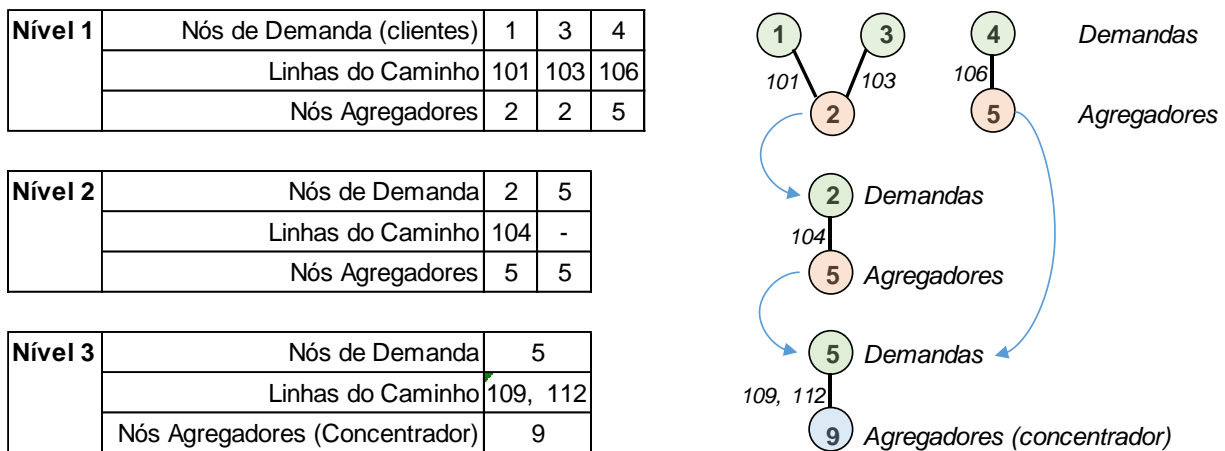 Nível 1 Nós de Demanda (clientes) 1 3 4
Linhas do Caminho 101 103 106
Nós Agregadores 2 2 5
Nível 2 Nós de Demanda 2 5
Linhas do Caminho 104 -
Nós Agregadores 5 5
Nível 3 Nós de Demanda 5
Linhas do Caminho 109, 112
Nós Agregadores (Concentrador) 9
1 3 4 Demandas
101 103 106
2 5 Agregadores
2 Demandas
104
5 Agregadores
5 Demandas
109, 112
9 Agregadores (concentrador)